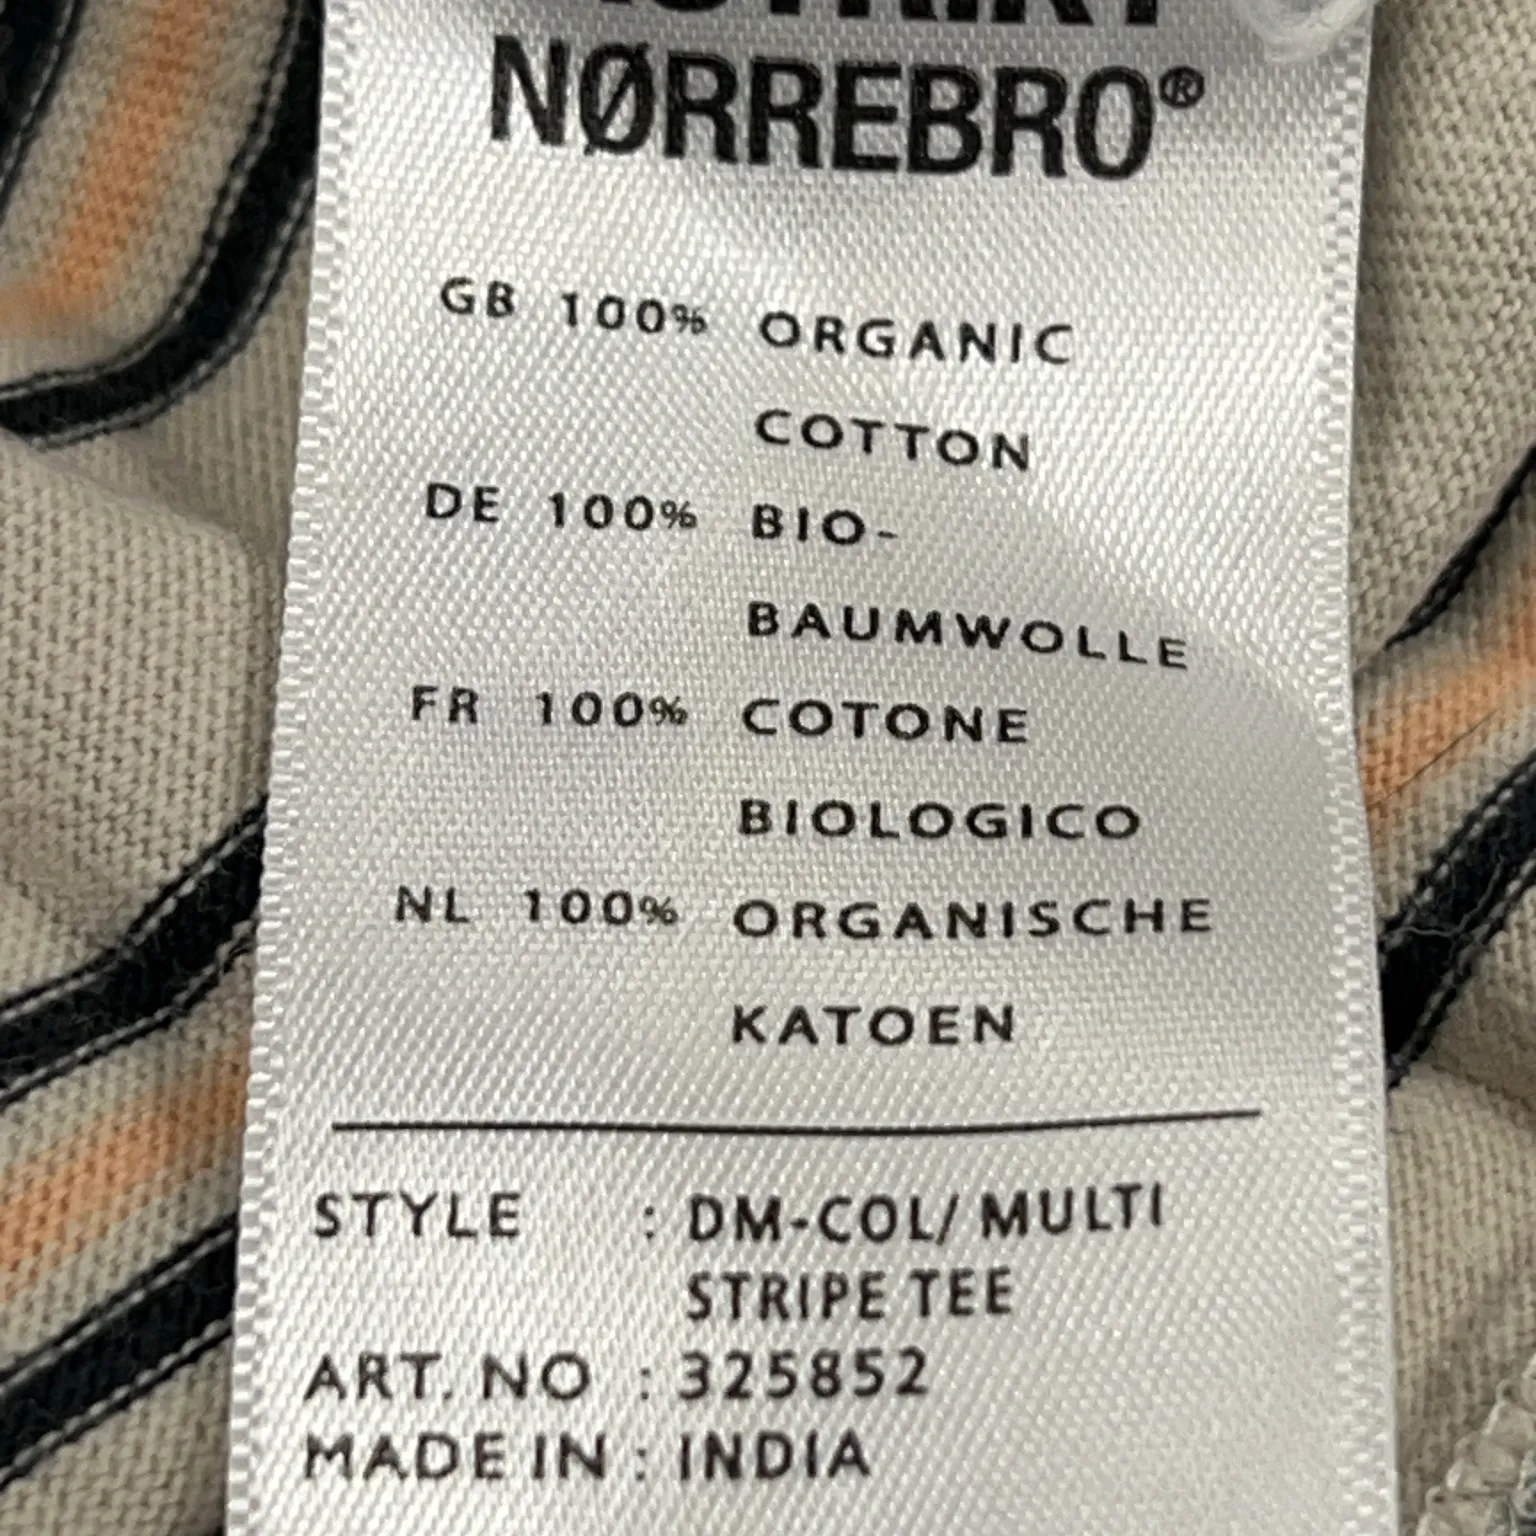 NØRREBRO®
GB 100% ORGANIC
COTTON
DE 100% BIO-
BAUMWOLLE
FR 100% COTONE
BIOLOGICO
NL 100% ORGANISCHE
KATOEN
STYLE : DM-COL/ MULTI
STRIPE TEE
ART. NO : 325852
MADE IN : INDIA